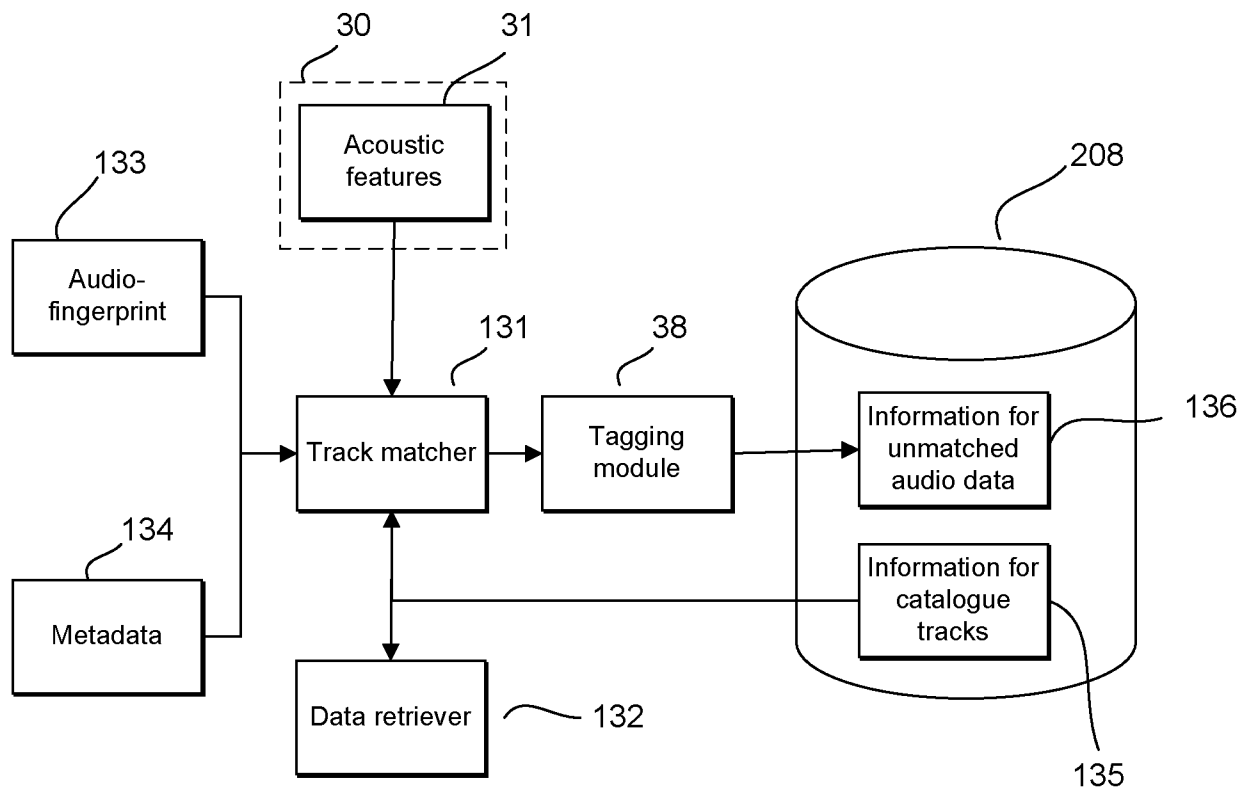 30
31
Acoustic
features
133
208
Audio-
fingerprint
131
38
Information for
unmatched
audio data
136
Track matcher
Tagging
module
134
Information for
catalogue
tracks
Metadata
Data retriever
132
135